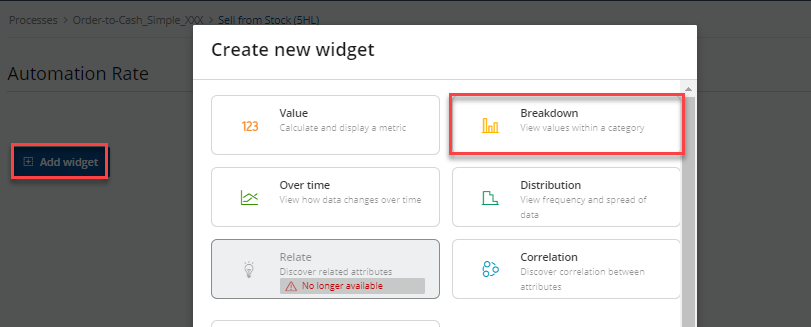 Processes > Order-to-Cash_Simple_XXX > Sell from Stock (5HL)
Create new widget
Automation Rate
Add widget
123
Value
Calculate and display a metric
Breakdown
View values within a category
Over time
View how data changes over time
Distribution
View frequency and spread of
data
Relate
Discover related attributes
No longer available
Correlation
Discover correlation between
attributes